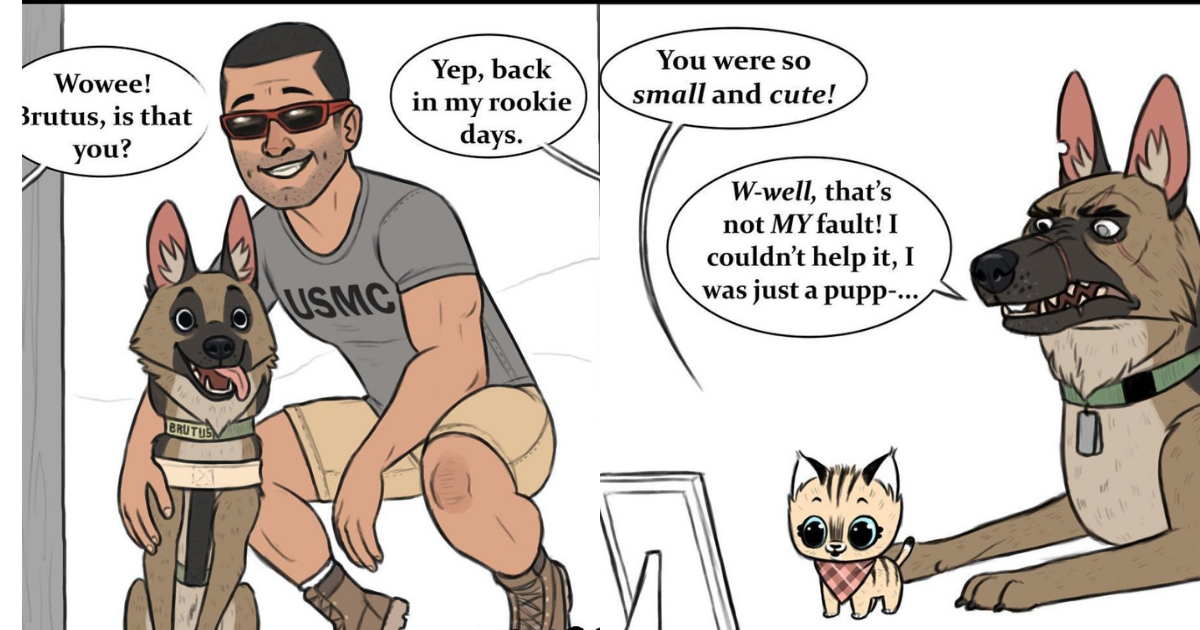 Wowee!
Brutus, is that
you?
Yep, back
in my rookie
days.
USMC
BRUTUS
You were so
small and cute!
W-well, that's
not MY fault! I
couldn't help it, I
was just a pupp-...